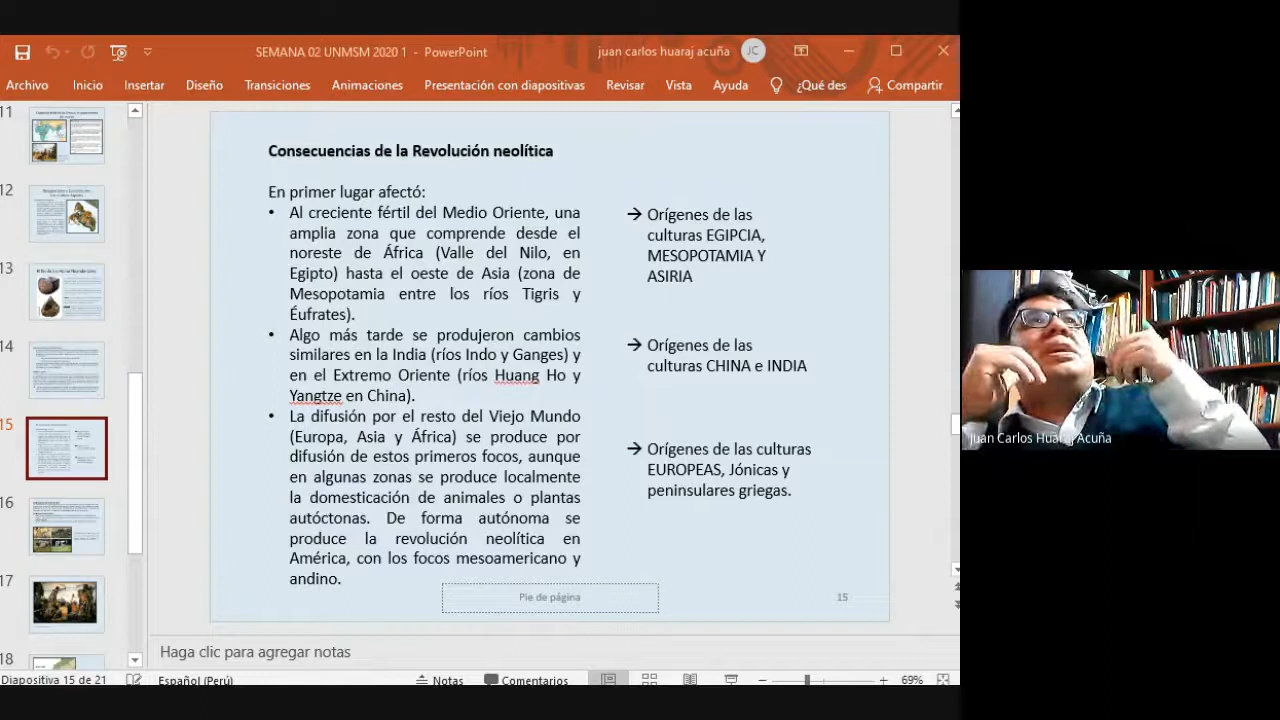 SEMANA 02 UNMSM 2020 1 - PowerPoint
juan carlos huaraj acuña
JC
Archivo Inicio Insertar Diseño Transiciones Animaciones Presentación con diapositivas Revisar Vista Ayuda ¿Qué des Compartir
11
12
13
14
15
16
17
18
Consecuencias de la Revolución neolítica
En primer lugar afectó:
• Al creciente fértil del Medio Oriente, una
amplia zona que comprende desde el
noreste de África (Valle del Nilo, en
Egipto) hasta el oeste de Asia (zona de
Mesopotamia entre los ríos Tigris y
Éufrates).
• Algo más tarde se produjeron cambios
similares en la India (ríos Indo y Ganges) y
en el Extremo Oriente (ríos Huang Ho y
Yangtze en China).
• La difusión por el resto del Viejo Mundo
(Europa, Asia y África) se produce por
difusión de estos primeros focos, aunque
en algunas zonas se produce localmente
la domesticación de animales o plantas
autóctonas. De forma autónoma se
produce la revolución neolítica en
América, con los focos mesoamericano y
andino.
→ Orígenes de las
culturas EGIPCIA,
MESOPOTAMIA Y
ASIRIA
→ Orígenes de las
culturas CHINA e INDIA
→ Orígenes de las culturas
EUROPEAS, Jónicas y
peninsulares griegas.
Pie de página
15
Haga clic para agregar notas
Diapositiva 15 de 21 Español (Perú) Notas Comentarios 69%
Juan Carlos Huaraj Acuña